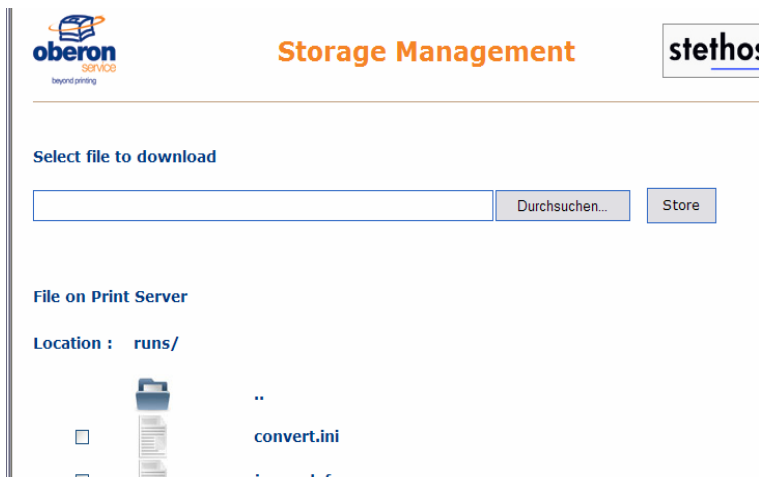 oberon
service
beyond printing
Storage Management
Select file to download
Durchsuchen...
Store
File on Print Server
Location : runs/
..
convert.ini